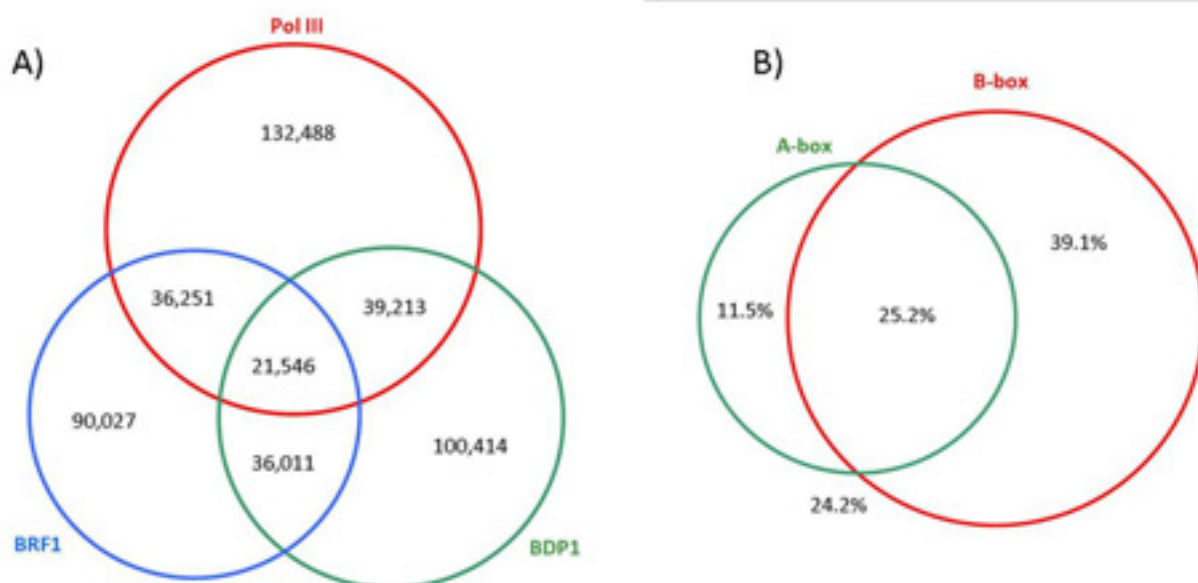 A)
Pol III
132,488
36,251
39,213
21,546
90,027
36,011
100,414
BRF1
BDP1
B)
B-box
A-box
39.1%
11.5%
25.2%
24.2%